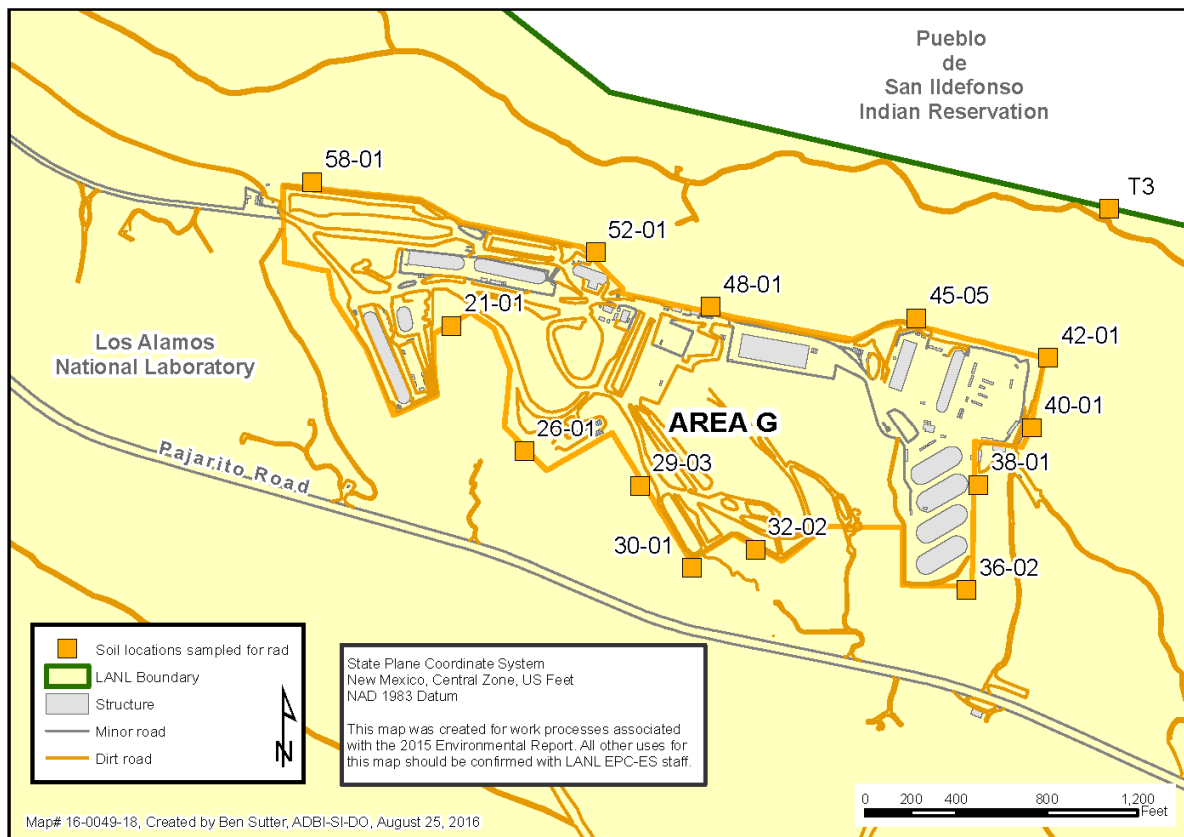 Pueblo
de
San Ildefonso
Indian Reservation
58-01
T3
52-01
48-01
45-05
21-01
42-01
Los Alamos
National Laboratory
40-01
AREA G
26-01
Pajarito Road
29-03
38-01
30-01
32-02
36-02
Soil locations sampled for rad
LANL Boundary
Structure
Minor road
Dirt road
N
State Plane Coordinate System
New Mexico, Central Zone, US Feet
NAD 1983 Datum
This map was created for work processes associated
with the 2015 Environmental Report. All other uses for
this map should be confirmed with LANL EPC-ES staff.
0 200 400 800 1,200
Feet
Map# 16-0049-18, Created by Ben Sutter, ADBI-SI-DO, August 25, 2016